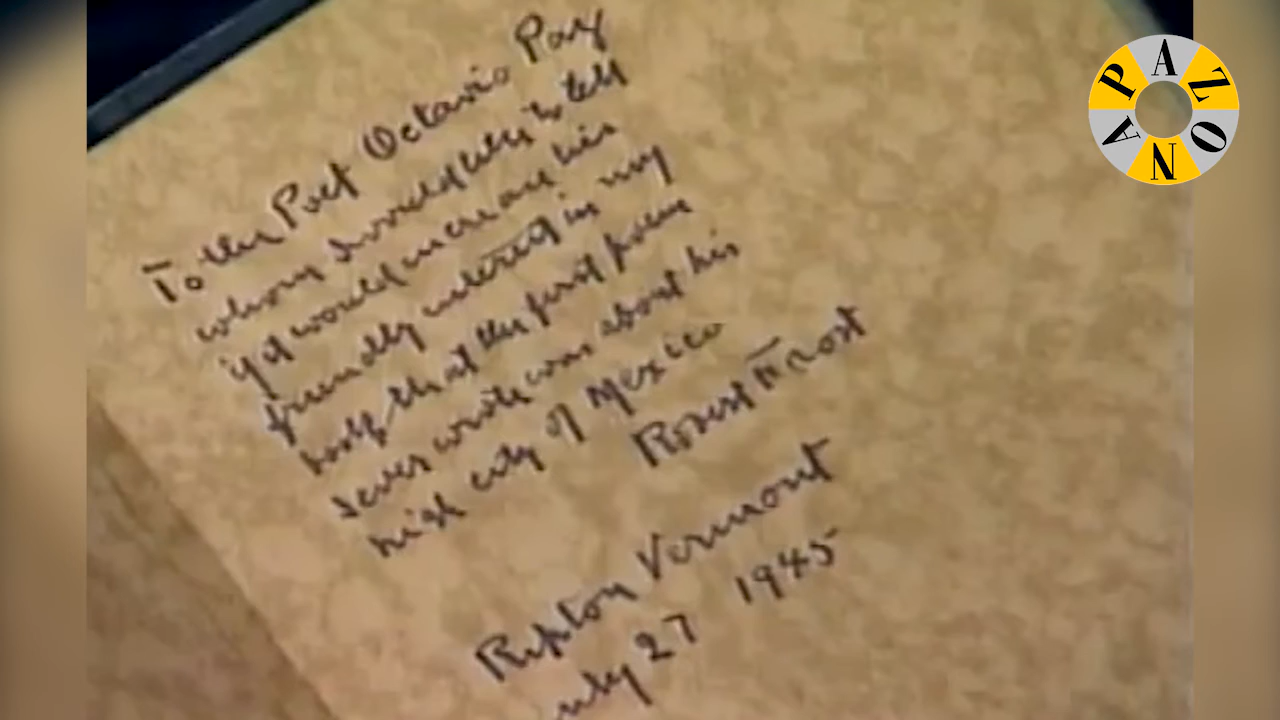 To the Poet Octavio Paz
whom I would like to tell
if it would increase his
friendly interest in my
that the first poem
I ever wrote was about his
high city of Mexico
Robert Frost
Ripton Vermont
July 27 1945
ZONA PAZ